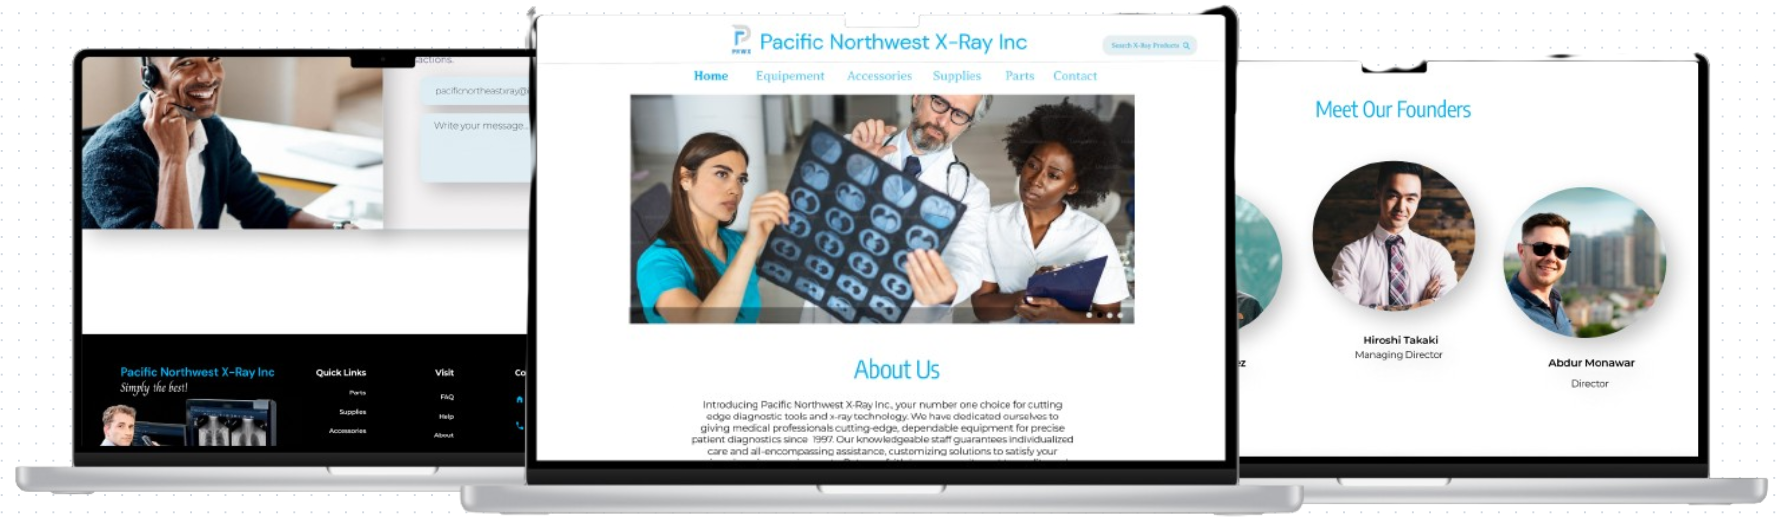 actions.
pacificnortheastxray@
Write your message...
Pacific Northwest X-Ray Inc
Simply the best!
Quick Links
Parts
Supplies
Accessories
Visit
FAQ
Help
About
Co
PNWX
Pacific Northwest X-Ray Inc
Search X-Ray Products
Home Equipement Accessories Supplies Parts Contact
About Us
Introducing Pacific Northwest X-Ray Inc., your number one choice for cutting
edge diagnostic tools and x-ray technology. We have dedicated ourselves to
giving medical professionals cutting-edge, dependable equipment for precise
patient diagnostics since 1997. Our knowledgeable staff guarantees individualized
care and all-encompassing assistance, customizing solutions to satisfy your
Meet Our Founders
ez
Hiroshi Takaki
Managing Director
Abdur Monawar
Director